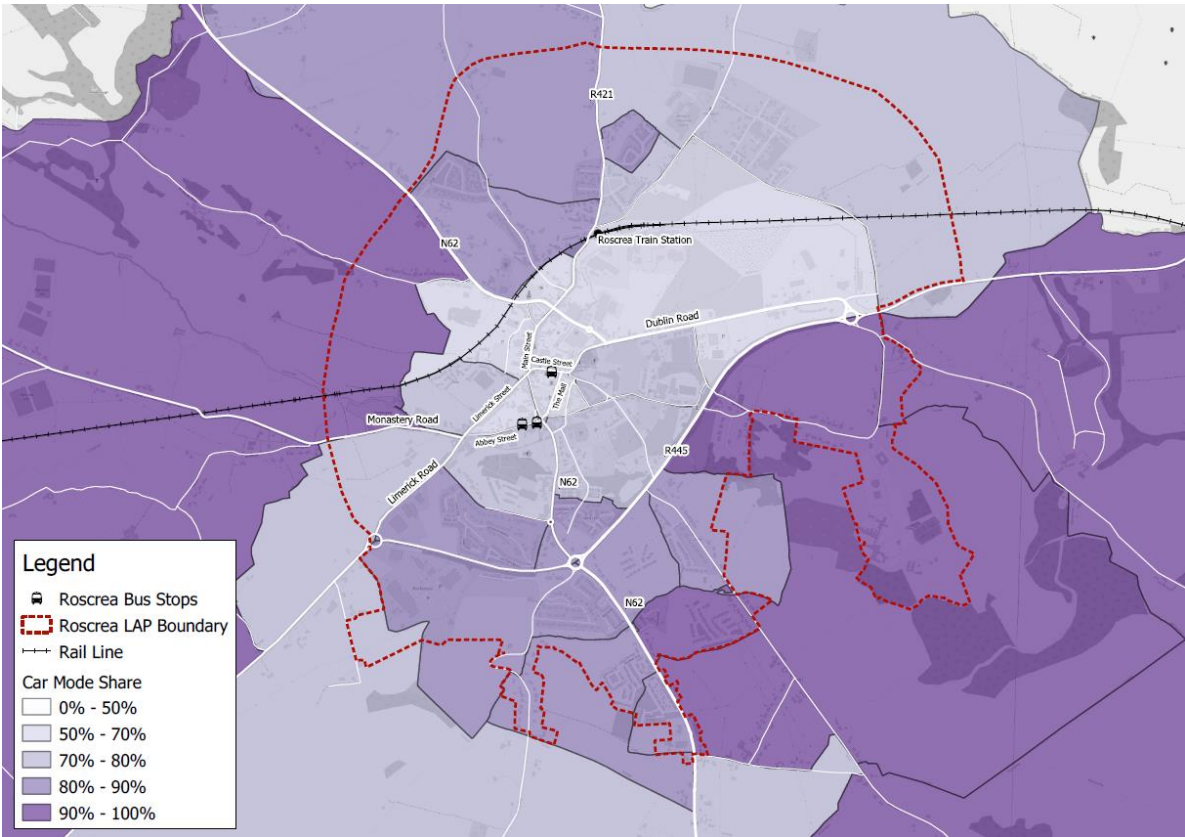 R421
Roscrea Train Station
N62
Dublin Road
Main Street
Castle Street
The Mall
Limerick Street
Monastery Road
Abbey Street
R445
Limerick Road
N62
N62
Legend
Roscrea Bus Stops
Roscrea LAP Boundary
Rail Line
Car Mode Share
0% - 50%
50% - 70%
70% - 80%
80% - 90%
90% - 100%